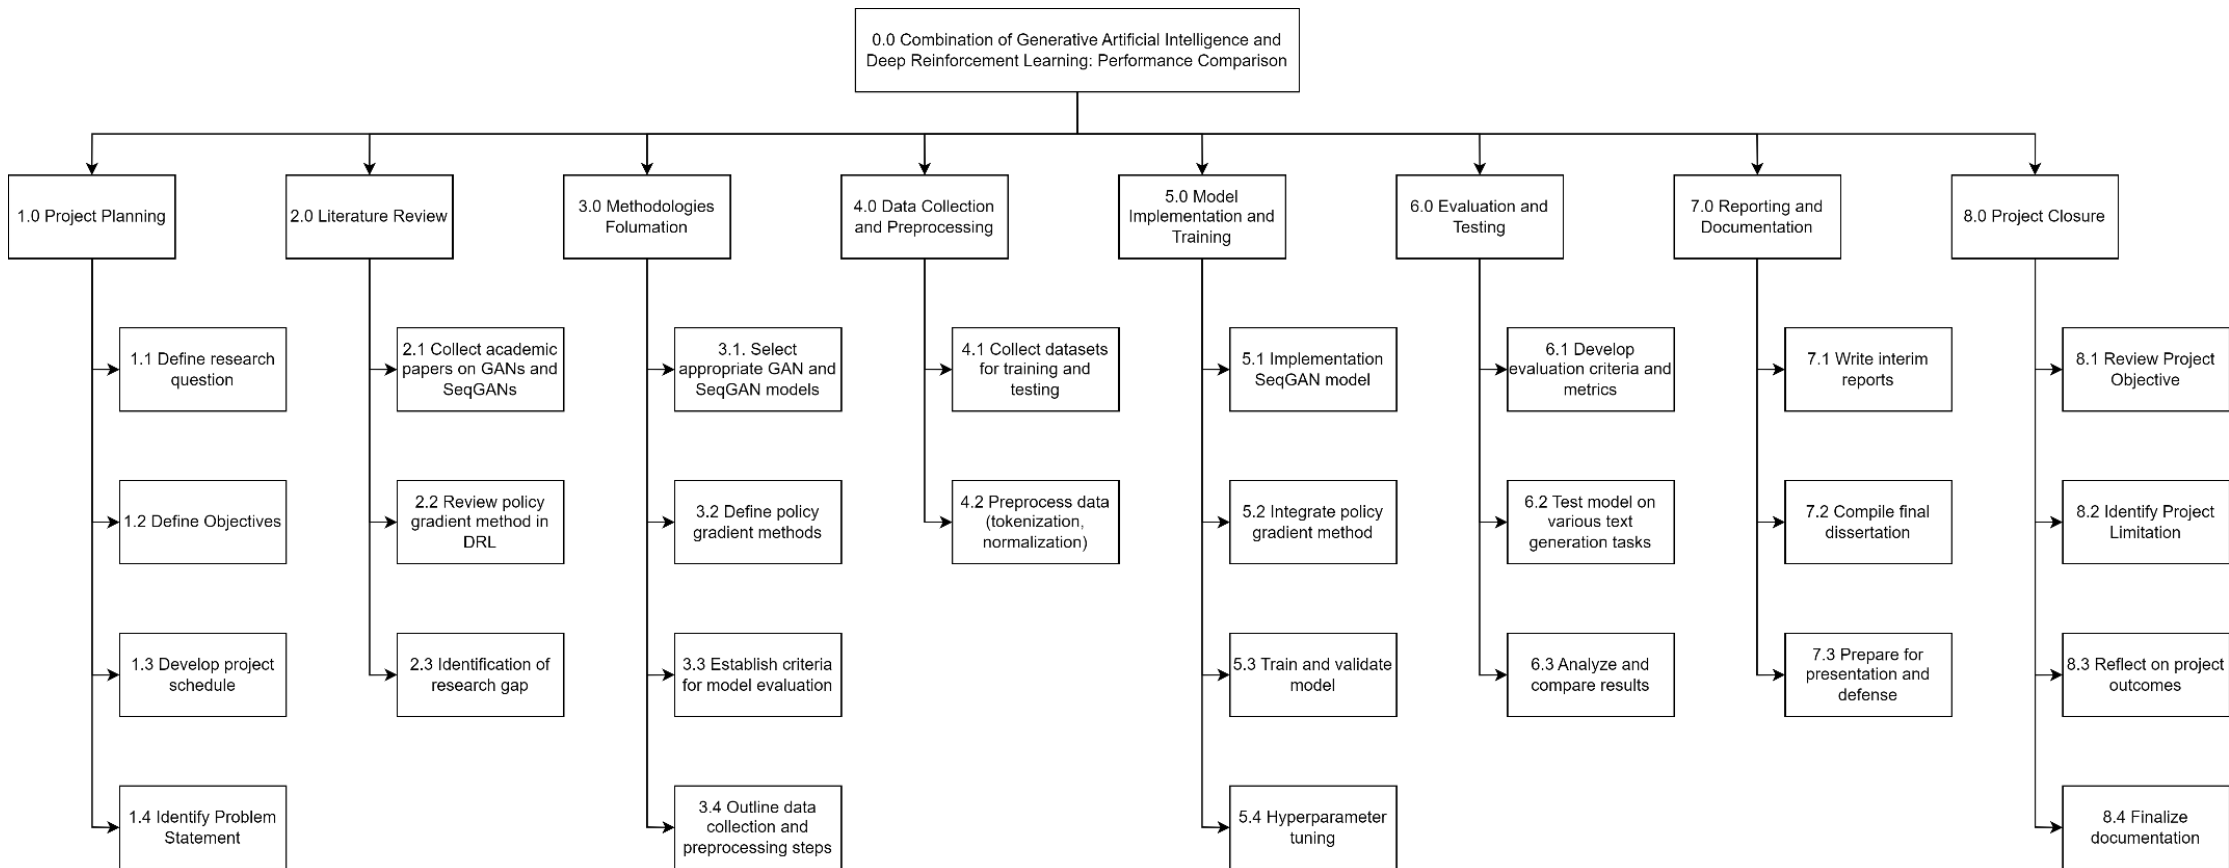 0.0 Combination of Generative Artificial Intelligence and
Deep Reinforcement Learning: Performance Comparison
1.0 Project Planning
2.0 Literature Review
3.0 Methodologies
Folumation
4.0 Data Collection
and Preprocessing
5.0 Model
Implementation and
Training
6.0 Evaluation and
Testing
7.0 Reporting and
Documentation
8.0 Project Closure
1.1 Define research
question
2.1 Collect academic
papers on GANs and
SeqGANs
3.1. Select
appropriate GAN and
SeqGAN models
4.1 Collect datasets
for training and
testing
5.1 Implementation
SeqGAN model
6.1 Develop
evaluation criteria and
metrics
7.1 Write interim
reports
8.1 Review Project
Objective
1.2 Define Objectives
2.2 Review policy
gradient method in
DRL
3.2 Define policy
gradient methods
4.2 Preprocess data
(tokenization,
normalization)
5.2 Integrate policy
gradient method
6.2 Test model on
various text
generation tasks
7.2 Compile final
dissertation
8.2 Identify Project
Limitation
1.3 Develop project
schedule
2.3 Identification of
research gap
3.3 Establish criteria
for model evaluation
5.3 Train and validate
model
6.3 Analyze and
compare results
7.3 Prepare for
presentation and
defense
8.3 Reflect on project
outcomes
1.4 Identify Problem
Statement
3.4 Outline data
collection and
preprocessing steps
5.4 Hyperparameter
tuning
8.4 Finalize
documentation